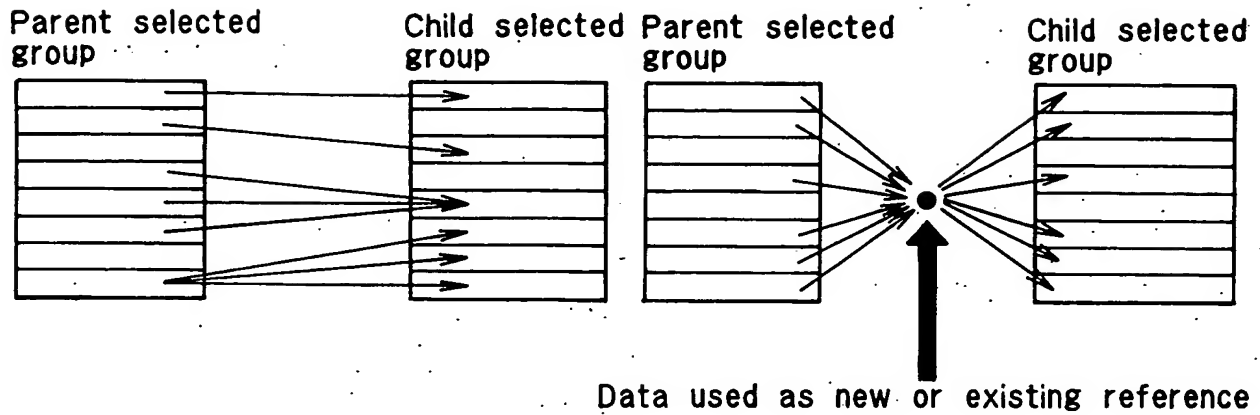 Parent selected
group
Child selected
group
Parent selected
group
Child selected
group
Data used as new or existing reference